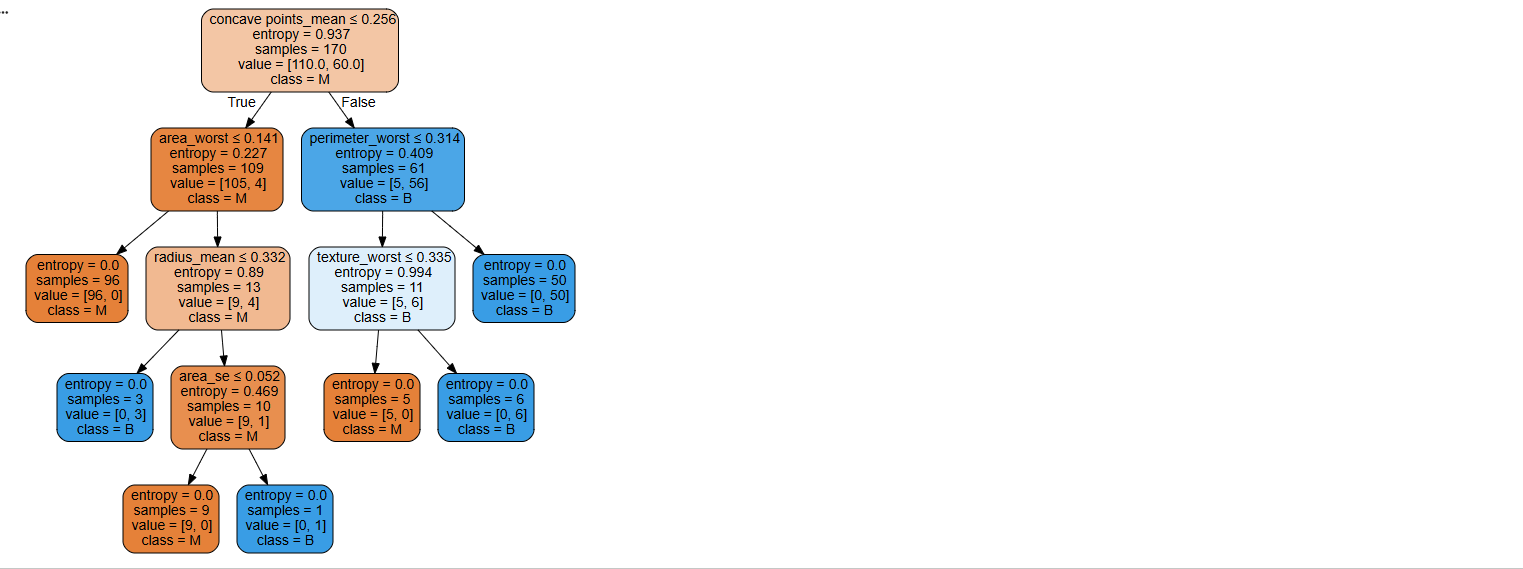 ...
concave points_mean ≤ 0.256
entropy = 0.937
samples = 170
value = [110.0, 60.0]
class = M
True
False
area_worst ≤ 0.141
entropy = 0.227
samples = 109
value = [105, 4]
class = M
perimeter_worst ≤ 0.314
entropy = 0.409
samples = 61
value = [5, 56]
class = B
entropy = 0.0
samples = 96
value = [96, 0]
class = M
radius_mean ≤ 0.332
entropy = 0.89
samples = 13
value = [9, 4]
class = M
texture_worst ≤ 0.335
entropy = 0.994
samples = 11
value = [5, 6]
class = B
entropy = 0.0
samples = 50
value = [0, 50]
class = B
entropy = 0.0
samples = 3
value = [0, 3]
class = B
area_se ≤ 0.052
entropy = 0.469
samples = 10
value = [9, 1]
class = M
entropy = 0.0
samples = 5
value = [5, 0]
class = M
entropy = 0.0
samples = 6
value = [0, 6]
class = B
entropy = 0.0
samples = 9
value = [9, 0]
class = M
entropy = 0.0
samples = 1
value = [0, 1]
class = B